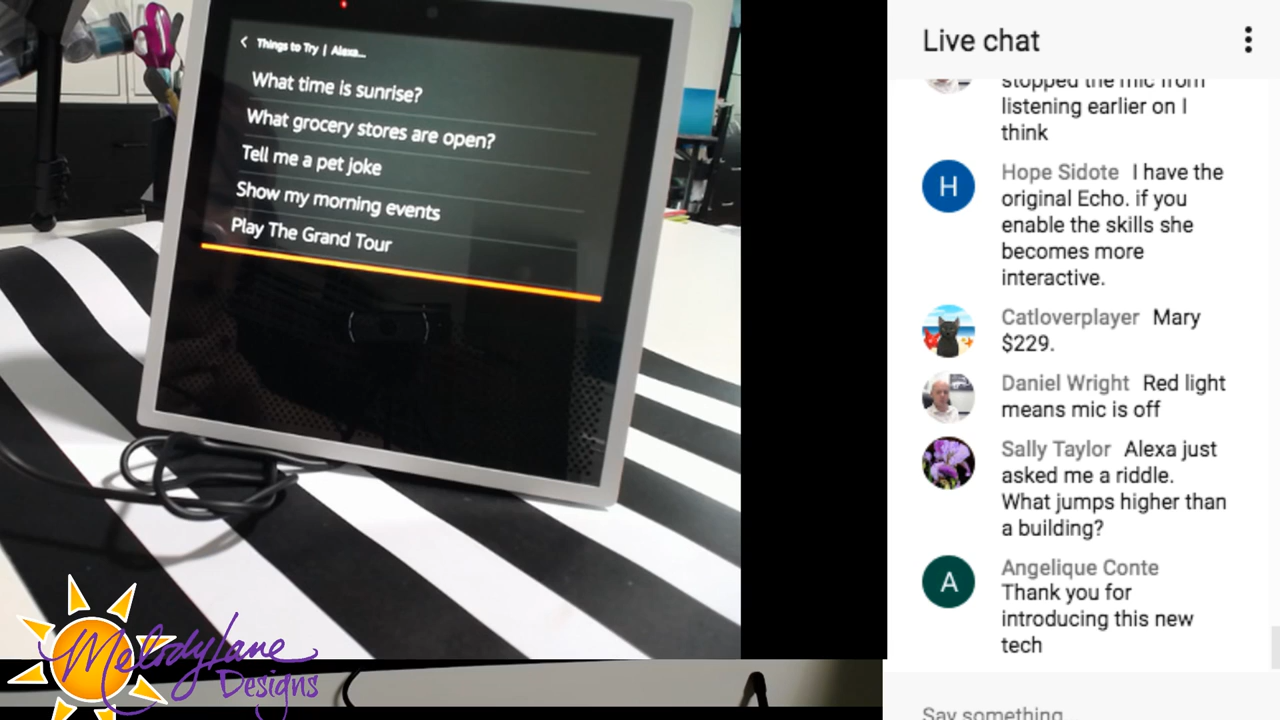 Things to Try | Alexa...
What time is sunrise?
What grocery stores are open?
Tell me a pet joke
Show my morning events
Play The Grand Tour
MelodyLane
Designs
Live chat
stopped the mic from
listening earlier on I
think
H
Hope Sidote I have the
original Echo. if you
enable the skills she
becomes more
interactive.
Catloverplayer Mary
$229.
Daniel Wright Red light
means mic is off
Sally Taylor Alexa just
asked me a riddle.
What jumps higher than
a building?
A
Angelique Conte
Thank you for
introducing this new
tech
Say something